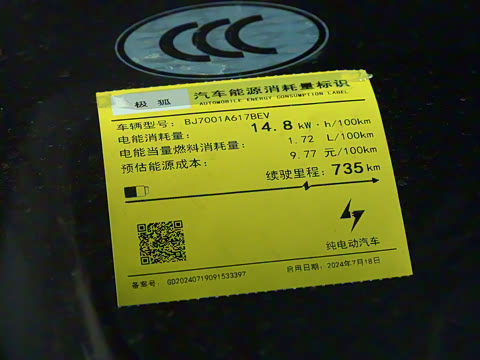 CCC
极狐 汽车能源消耗量标识
AUTOMOBILE ENERGY CONSUMPTION LABEL
车辆型号: BJ7001A617BEV
电能消耗量: 14.8 kW·h/100km
电能当量燃料消耗量: 1.72 L/100km
预估能源成本: 9.77 元/100km
续驶里程: 735 km
纯电动汽车
备案号: GD20240719091533397
启用日期: 2024年7月18日